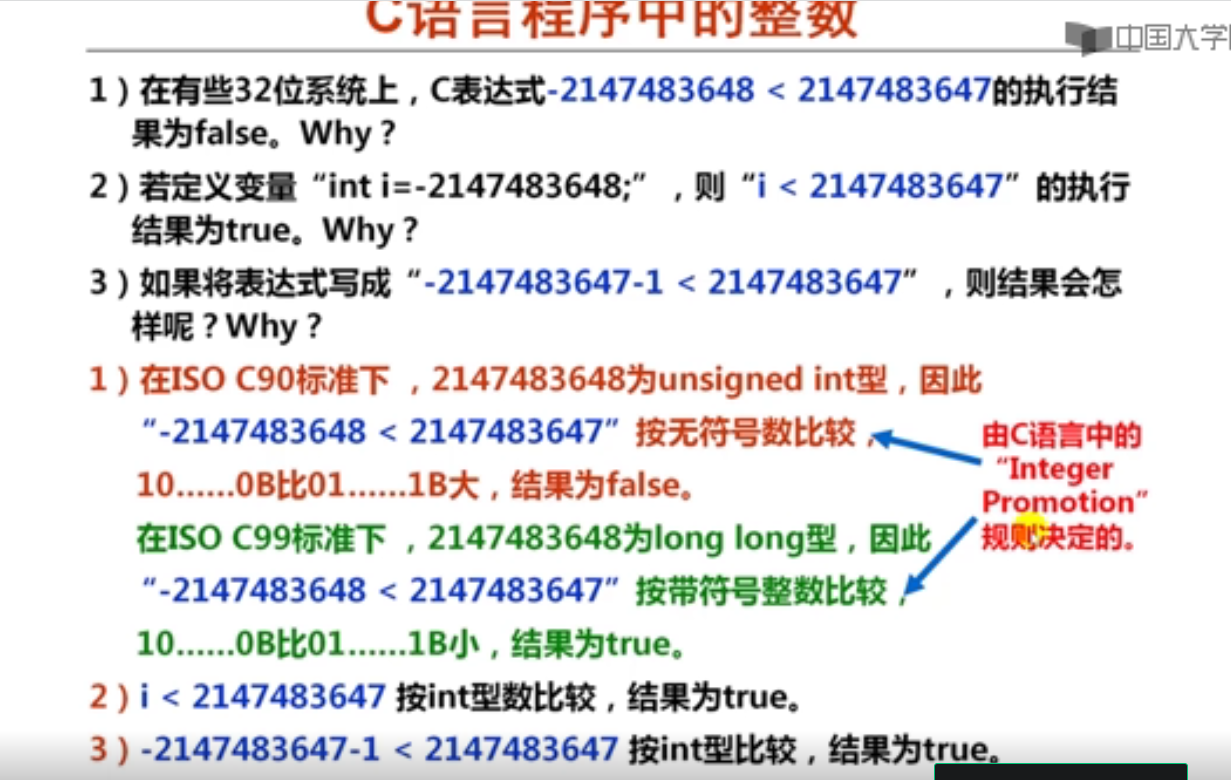 C语言程序中的整数
中国大学
1）在有些32位系统上，C表达式-2147483648 < 2147483647的执行结
果为false。Why？
2）若定义变量“int i=-2147483648;”，则“i < 2147483647”的执行
结果为true。Why？
3）如果将表达式写成“-2147483647-1 < 2147483647”，则结果会怎
样呢？Why？
1）在ISO C90标准下，2147483648为unsigned int型，因此
“-2147483648 < 2147483647”按无符号数比较，
10……0B比01……1B大，结果为false。
由C语言中的
“Integer
Promotion”
规则决定的。
在ISO C99标准下，2147483648为long long型，因此
“-2147483648 < 2147483647”按带符号整数比较，
10……0B比01……1B小，结果为true。
2）i < 2147483647 按int型数比较，结果为true。
3）-2147483647-1 < 2147483647 按int型比较，结果为true。